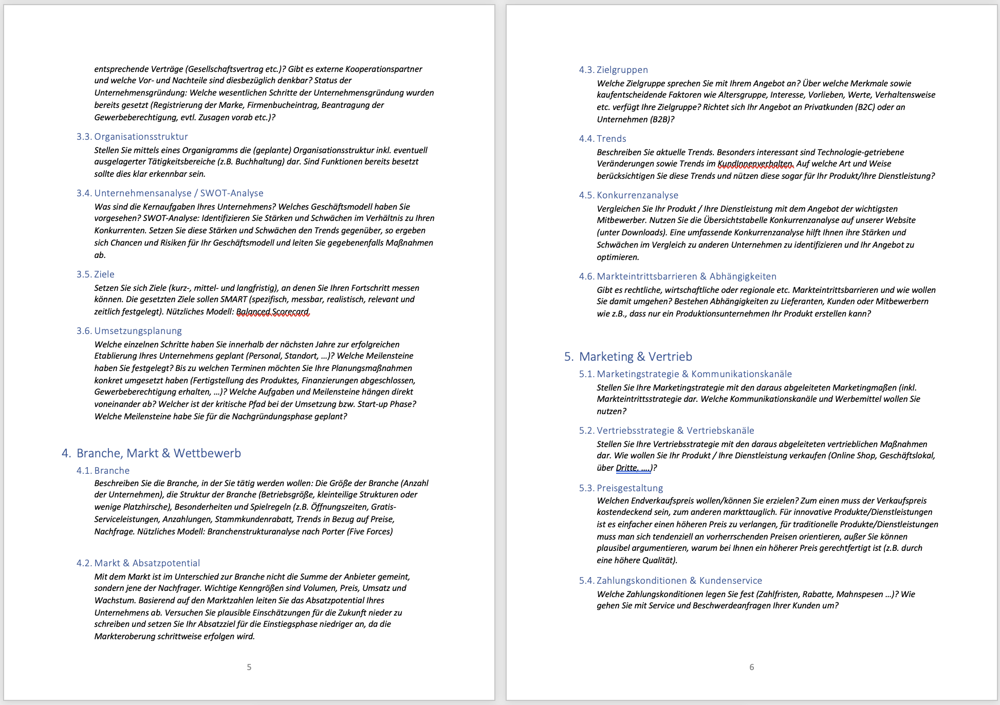 entsprechende Verträge (Gesellschaftsvertrag etc.)? Gibt es externe Kooperationspartner
und welche Vor- und Nachteile sind diesbezüglich denkbar? Status der
Unternehmensgründung: Welche wesentlichen Schritte der Unternehmensgründung wurden
bereits gesetzt (Registrierung der Marke, Firmenbucheintrag, Beantragung der
Gewerbeberechtigung, evtl. Zusagen vorab etc.)?
3.3. Organisationsstruktur
Stellen Sie mittels eines Organigramms die (geplante) Organisationsstruktur inkl. eventuell
ausgelagerter Tätigkeitsbereiche (z.B. Buchhaltung) dar. Sind Funktionen bereits besetzt
sollte dies klar erkennbar sein.
3.4. Unternehmensanalyse / SWOT-Analyse
Was sind die Kernaufgaben Ihres Unternehmens? Welches Geschäftsmodell haben Sie
vorgesehen? SWOT-Analyse: Identifizieren Sie Stärken und Schwächen im Verhältnis zu Ihren
Konkurrenten. Setzen Sie diese Stärken und Schwächen den Trends gegenüber, so ergeben
sich Chancen und Risiken für Ihr Geschäftsmodell und leiten Sie gegebenenfalls Maßnahmen
ab.
3.5. Ziele
Setzen Sie sich Ziele (kurz-, mittel- und langfristig), an denen Sie Ihren Fortschritt messen
können. Die gesetzten Ziele sollen SMART (spezifisch, messbar, realistisch, relevant und
zeitlich festgelegt). Nützliches Modell: Balanced Scorecard.
3.6. Umsetzungsplanung
Welche einzelnen Schritte haben Sie innerhalb der nächsten Jahre zur erfolgreichen
Etablierung Ihres Unternehmens geplant (Personal, Standort, …)? Welche Meilensteine
haben Sie festgelegt? Bis zu welchen Terminen möchten Sie Ihre Planungsmaßnahmen
konkret umgesetzt haben (Fertigstellung des Produktes, Finanzierungen abgeschlossen,
Gewerbeberechtigung erhalten, …)? Welche Aufgaben und Meilensteine hängen direkt
voneinander ab? Welcher ist der kritische Pfad bei der Umsetzung bzw. Start-up Phase?
Welche Meilensteine habe Sie für die Nachgründungsphase geplant?
4. Branche, Markt & Wettbewerb
4.1. Branche
Beschreiben Sie die Branche, in der Sie tätig werden wollen: Die Größe der Branche (Anzahl
der Unternehmen), die Struktur der Branche (Betriebsgröße, kleinteilige Strukturen oder
wenige Platzhirsche), Besonderheiten und Spielregeln (z.B. Öffnungszeiten, Gratis-
Serviceleistungen, Anzahlungen, Stammkundenrabatt, Trends in Bezug auf Preise,
Nachfrage. Nützliches Modell: Branchenstrukturanalyse nach Porter (Five Forces)
4.2. Markt & Absatzpotential
Mit dem Markt ist im Unterschied zur Branche nicht die Summe der Anbieter gemeint,
sondern jene der Nachfrager. Wichtige Kenngrößen sind Volumen, Preis, Umsatz und
Wachstum. Basierend auf den Marktzahlen leiten Sie das Absatzpotential Ihres
Unternehmens ab. Versuchen Sie plausible Einschätzungen für die Zukunft nieder zu
schreiben und setzen Sie Ihr Absatzziel für die Einstiegsphase niedriger an, da die
Markteroberung schrittweise erfolgen wird.
5
4.3. Zielgruppen
Welche Zielgruppe sprechen Sie mit Ihrem Angebot an? Über welche Merkmale sowie
kaufentscheidende Faktoren wie Altersgruppe, Interesse, Vorlieben, Werte, Verhaltensweise
etc. verfügt Ihre Zielgruppe? Richtet sich Ihr Angebot an Privatkunden (B2C) oder an
Unternehmen (B2B)?
4.4. Trends
Beschreiben Sie aktuelle Trends. Besonders interessant sind Technologie-getriebene
Veränderungen sowie Trends im KundInnenverhalten. Auf welche Art und Weise
berücksichtigen Sie diese Trends und nützen diese sogar für Ihr Produkt/Ihre Dienstleistung?
4.5. Konkurrenzanalyse
Vergleichen Sie Ihr Produkt / Ihre Dienstleistung mit dem Angebot der wichtigsten
Mitbewerber. Nutzen Sie die Übersichtstabelle Konkurrenzanalyse auf unserer Website
(unter Downloads). Eine umfassende Konkurrenzanalyse hilft Ihnen ihre Stärken und
Schwächen im Vergleich zu anderen Unternehmen zu identifizieren und Ihr Angebot zu
optimieren.
4.6. Markteintrittsbarrieren & Abhängigkeiten
Gibt es rechtliche, wirtschaftliche oder regionale etc. Markteintrittsbarrieren und wie wollen
Sie damit umgehen? Bestehen Abhängigkeiten zu Lieferanten, Kunden oder Mitbewerbern
wie z.B., dass nur ein Produktionsunternehmen Ihr Produkt erstellen kann?
5. Marketing & Vertrieb
5.1. Marketingstrategie & Kommunikationskanäle
Stellen Sie Ihre Marketingstrategie mit den daraus abgeleiteten Marketingmaßen (inkl.
Markteintrittsstrategie dar. Welche Kommunikationskanäle und Werbemittel wollen Sie
nutzen?
5.2. Vertriebsstrategie & Vertriebskanäle
Stellen Sie Ihre Vertriebsstrategie mit den daraus abgeleiteten vertrieblichen Maßnahmen
dar. Wie wollen Sie Ihr Produkt / Ihre Dienstleistung verkaufen (Online Shop, Geschäftslokal,
über Dritte, ….)?
5.3. Preisgestaltung
Welchen Endverkaufspreis wollen/können Sie erzielen? Zum einen muss der Verkaufspreis
kostendeckend sein, zum anderen markttauglich. Für innovative Produkte/Dienstleistungen
ist es einfacher einen höheren Preis zu verlangen, für traditionelle Produkte/Dienstleistungen
muss man sich tendenziell an vorherrschenden Preisen orientieren, außer Sie können
plausibel argumentieren, warum bei Ihnen ein höherer Preis gerechtfertigt ist (z.B. durch
eine höhere Qualität).
5.4. Zahlungskonditionen & Kundenservice
Welche Zahlungskonditionen legen Sie fest (Zahlfristen, Rabatte, Mahnspesen …)? Wie
gehen Sie mit Service und Beschwerdeanfragen Ihrer Kunden um?
6